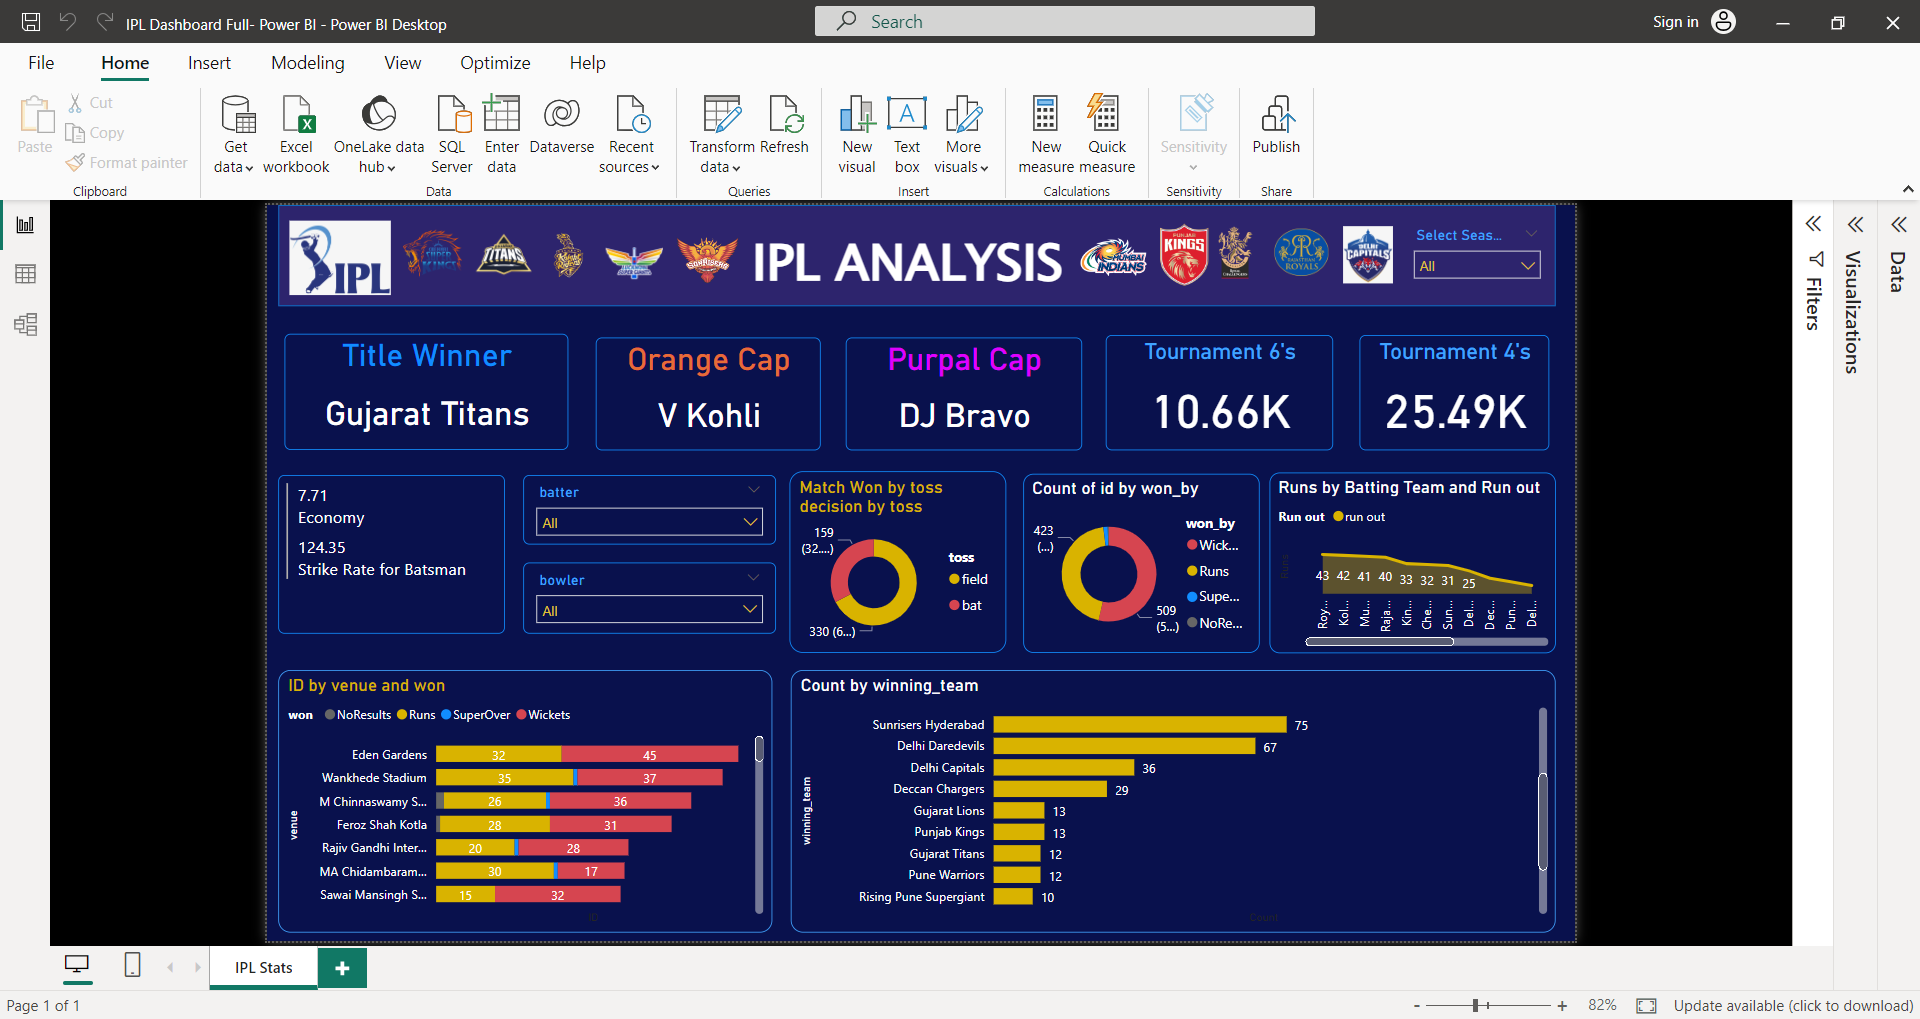 IPL Dashboard Full- Power BI - Power BI Desktop
Search
Sign in
File
Home
Insert
Modeling
View
Optimize
Help
Paste
Cut
Copy
Format painter
Clipboard
Get data
Excel workbook
OneLake data hub
SQL Server
Enter data
Dataverse
Recent sources
Data
Transform data
Refresh
Queries
New visual
Text box
More visuals
Insert
New measure
Quick measure
Calculations
Sensitivity
Sensitivity
Publish
Share
IPL
TITANS
SUNRISERS
IPL ANALYSIS
MUMBAI
INDIANS
PUNJAB
KINGS
RAJASTHAN
ROYALS
DELHI
CAPITALS
Select Seas...
All
Filters
Visualizations
Data
Title Winner
Gujarat Titans
Orange Cap
V Kohli
Purpal Cap
DJ Bravo
Tournament 6's
10.66K
Tournament 4's
25.49K
7.71
Economy
124.35
Strike Rate for Batsman
batter
All
bowler
All
Match Won by toss
decision by toss
159
(32....)
330 (6...)
toss
field
bat
Count of id by won_by
423
(...)
509
(5...)
won_by
Wick...
Runs
Supe...
NoRe...
Runs by Batting Team and Run out
Run out
run out
Runs
43 42 41 40 33 32 31 25
Roy... Kol... Mu... Raja... Kin... Che... Sun... Del... Dec... Pun... Del...
ID by venue and won
won NoResults Runs SuperOver Wickets
venue
Eden Gardens 32 45
Wankhede Stadium 35 37
M Chinnaswamy S... 26 36
Feroz Shah Kotla 28 31
Rajiv Gandhi Inter... 20 28
MA Chidambaram... 30 17
Sawai Mansingh S... 15 32
ID
Count by winning_team
winning_team
Sunrisers Hyderabad 75
Delhi Daredevils 67
Delhi Capitals 36
Deccan Chargers 29
Gujarat Lions 13
Punjab Kings 13
Gujarat Titans 12
Pune Warriors 12
Rising Pune Supergiant 10
Count
IPL Stats
Page 1 of 1
- + 82%
Update available (click to download)